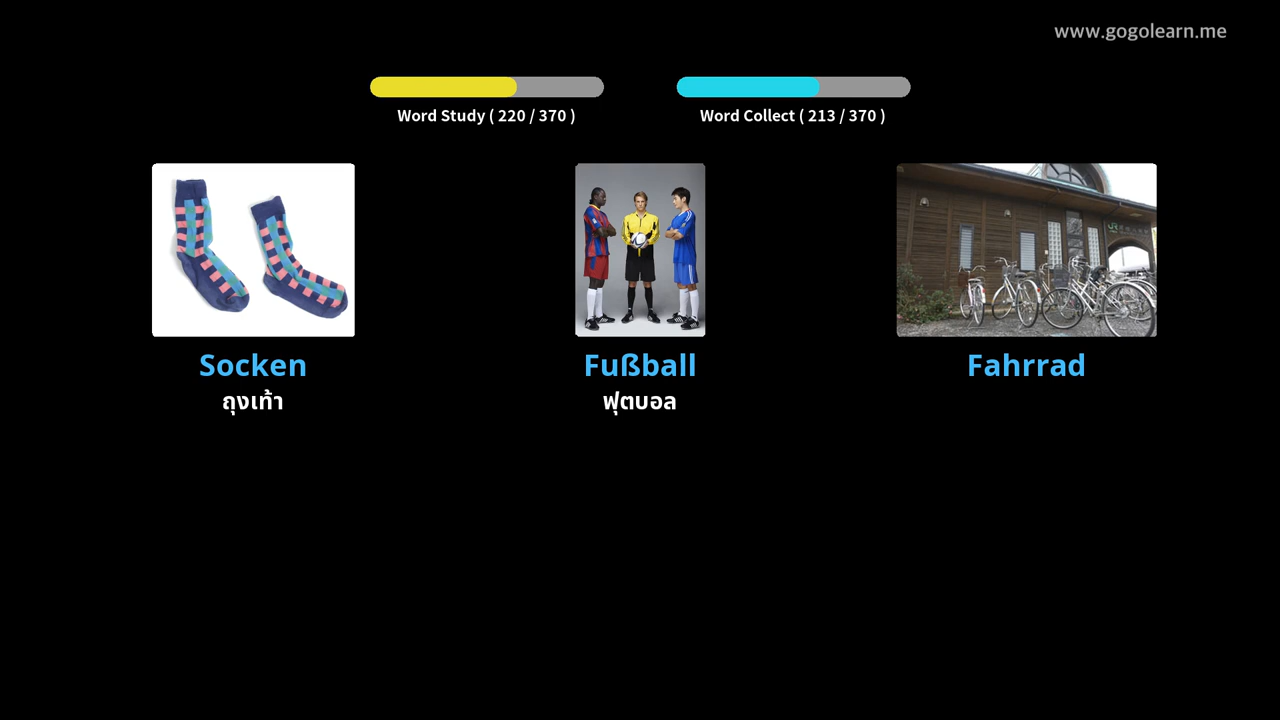 www.gogolearn.me
Word Study ( 220 / 370 )
Word Collect ( 213 / 370 )
Socken
Fußball
Fahrrad
ถุงเท้า
ฟุตบอล